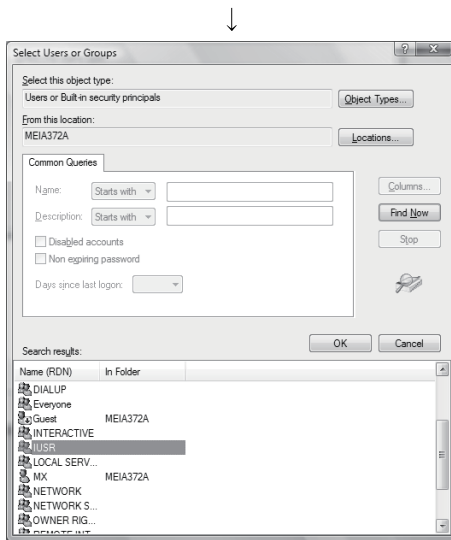 Select Users or Groups
Select this object type:
Users or Built-in security principals
Object Types...
From this location:
MEIA372A
Locations...
Common Queries
Name:
Starts with
Columns...
Description:
Starts with
Find Now
Disabled accounts
Stop
Non expiring password
Days since last logon:
OK
Cancel
Search results:
Name (RDN)
In Folder
DIALUP
Everyone
Guest MEIA372A
INTERACTIVE
IUSR
LOCAL SERV...
MX MEIA372A
NETWORK
NETWORK S...
OWNER RIG...
REMOTE INT...